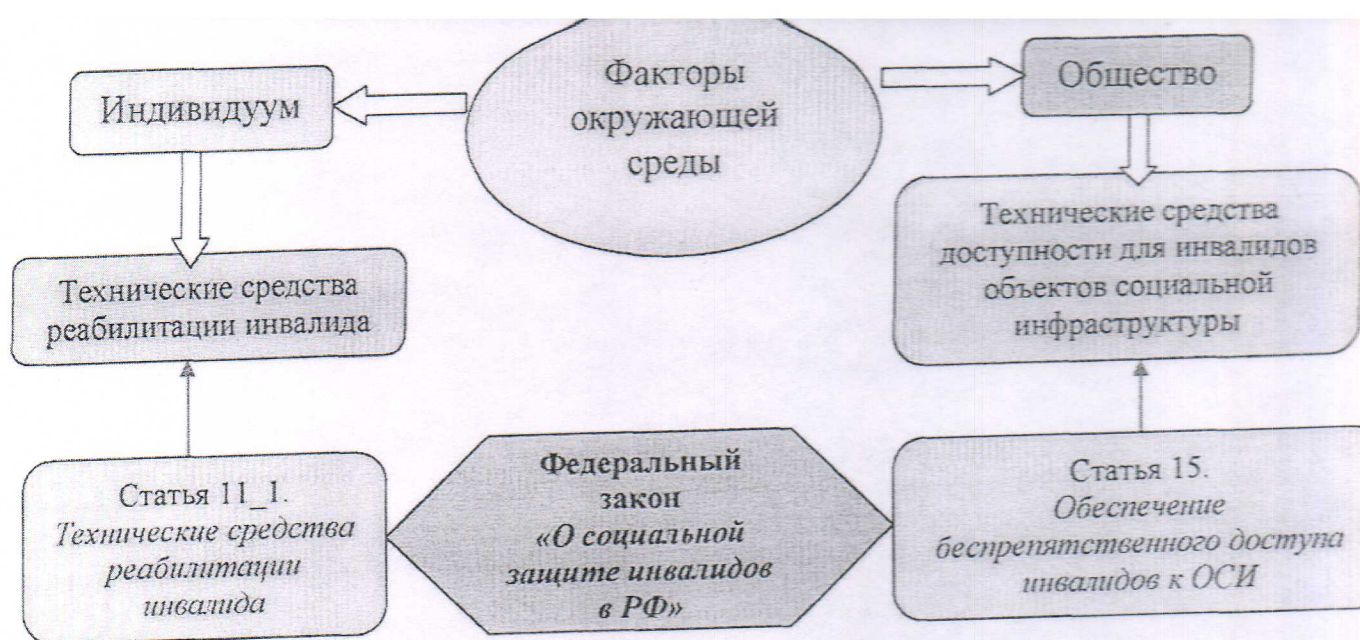 Факторы
окружающей
среды
Индивидуум
Общество
Технические средства
реабилитации инвалида
Технические средства
доступности для инвалидов
объектов социальной
инфраструктуры
Статья 11_1.
Технические средства
реабилитации
инвалида
Федеральный
закон
«О социальной
защите инвалидов
в РФ»
Статья 15.
Обеспечение
беспрепятственного доступа
инвалидов к ОСИ